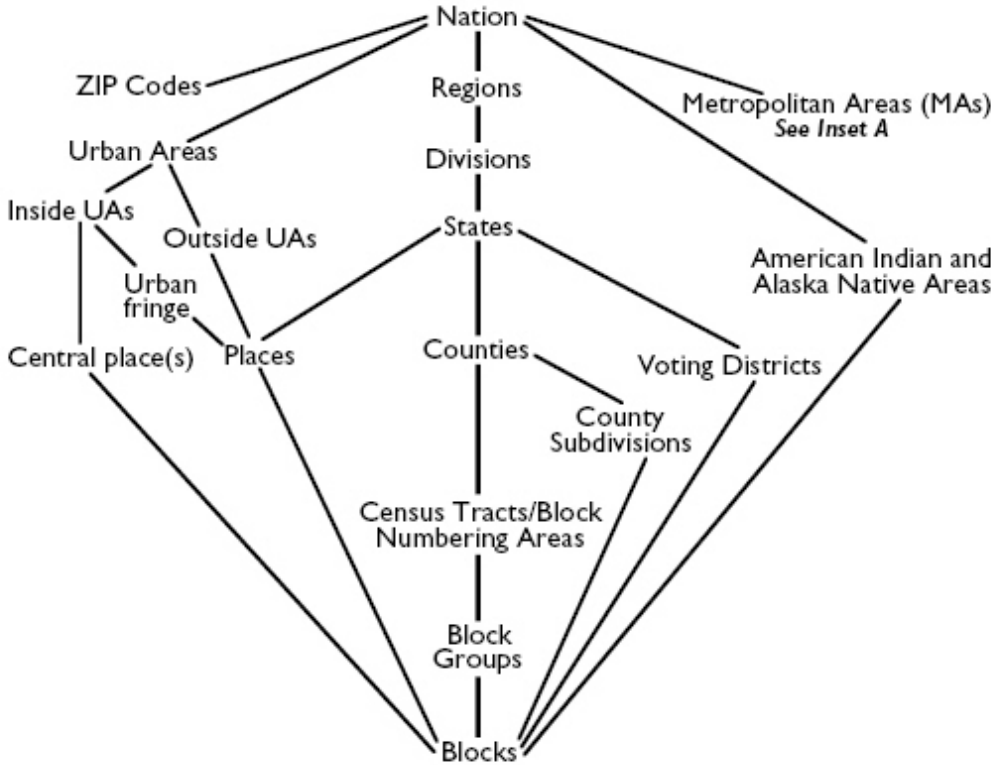 Nation
ZIP Codes
Regions
Metropolitan Areas (MAs)
See Inset A
Urban Areas
Divisions
Inside UAs
Outside UAs
States
American Indian and
Alaska Native Areas
Urban
fringe
Central place(s)
Places
Counties
Voting Districts
County
Subdivisions
Census Tracts/Block
Numbering Areas
Block
Groups
Blocks